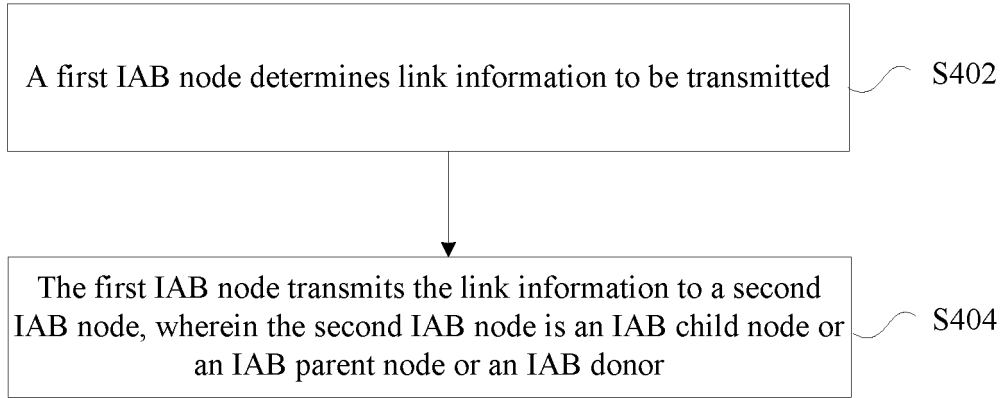 A first IAB node determines link information to be transmitted
S402
The first IAB node transmits the link information to a second
IAB node, wherein the second IAB node is an IAB child node or
an IAB parent node or an IAB donor
S404